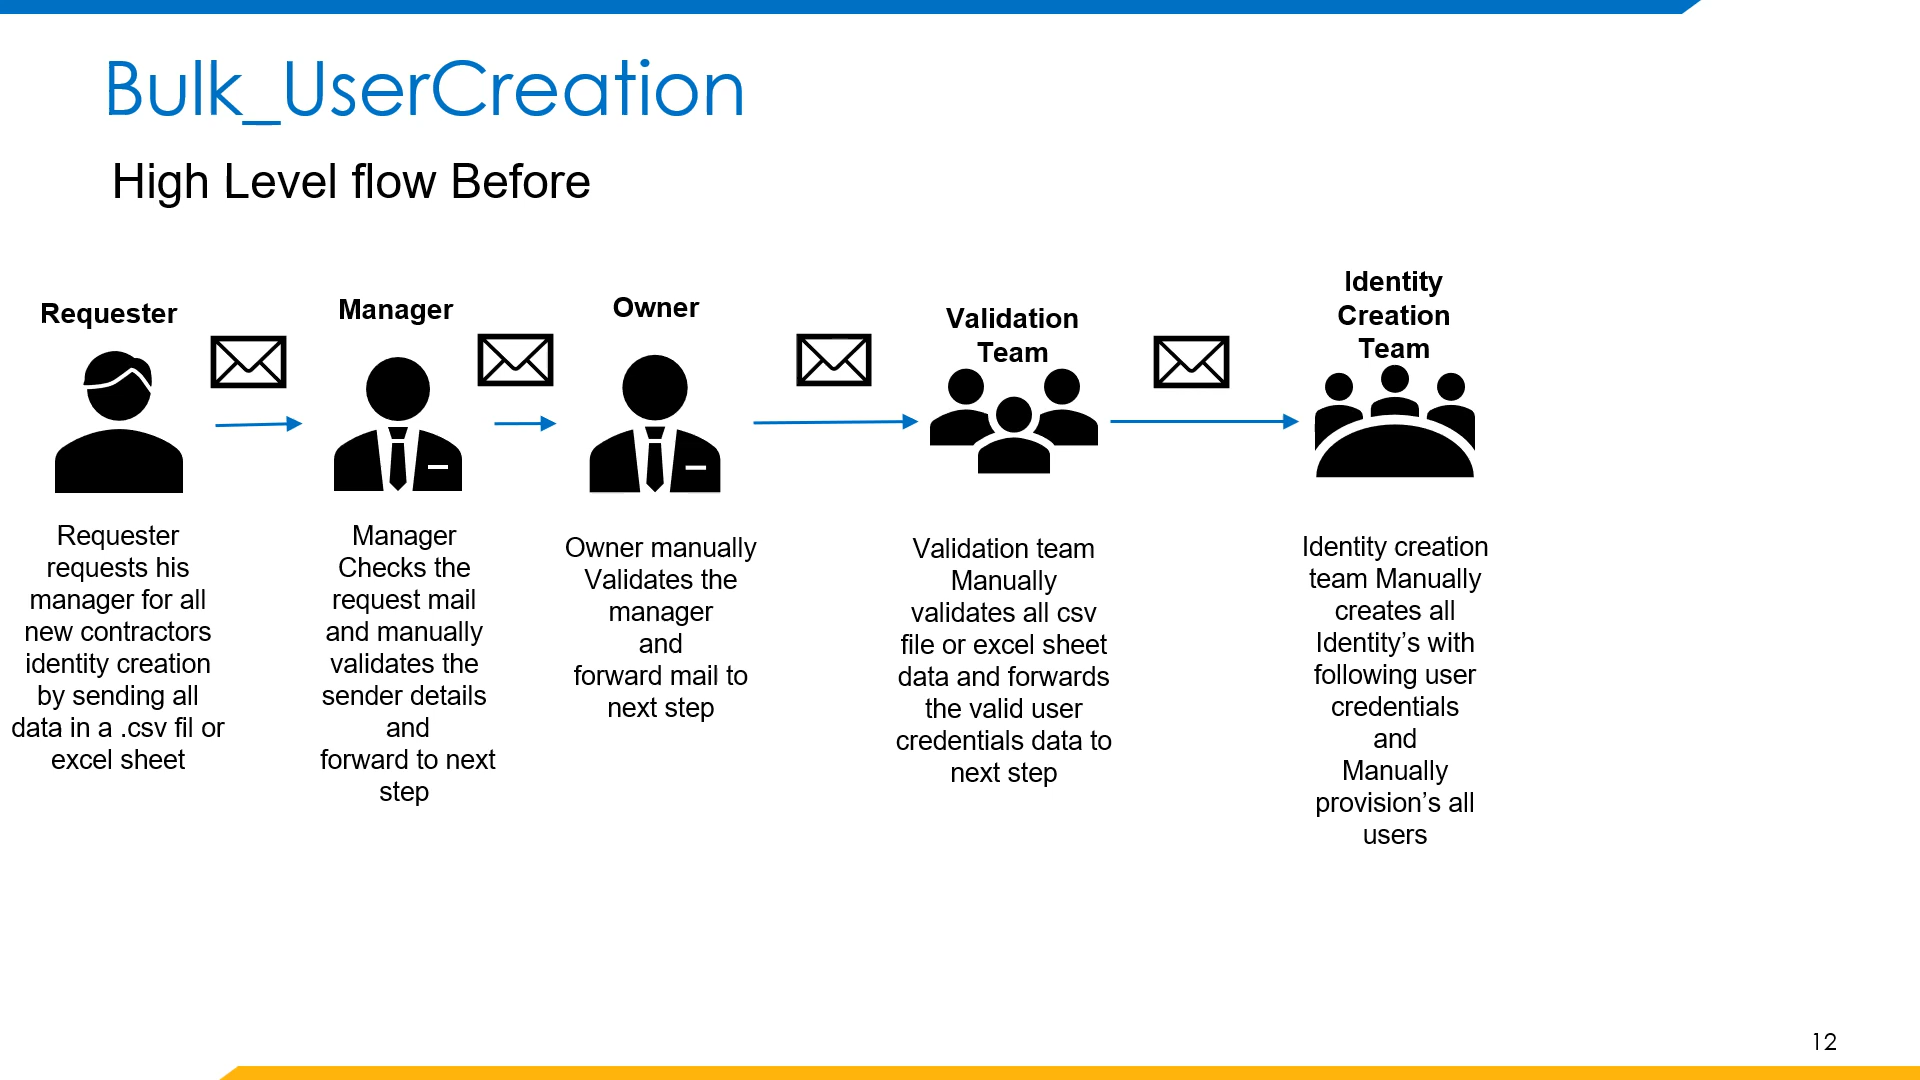 Bulk_UserCreation
High Level flow Before
Requester
Requester
requests his
manager for all
new contractors
identity creation
by sending all
data in a .csv fil or
excel sheet
Manager
Manager
Checks the
request mail
and manually
validates the
sender details
and
forward to next
step
Owner
Owner manually
Validates the
manager
and
forward mail to
next step
Validation
Team
Validation team
Manually
validates all csv
file or excel sheet
data and forwards
the valid user
credentials data to
next step
Identity
Creation
Team
Identity creation
team Manually
creates all
Identity’s with
following user
credentials
and
Manually
provision’s all
users
12